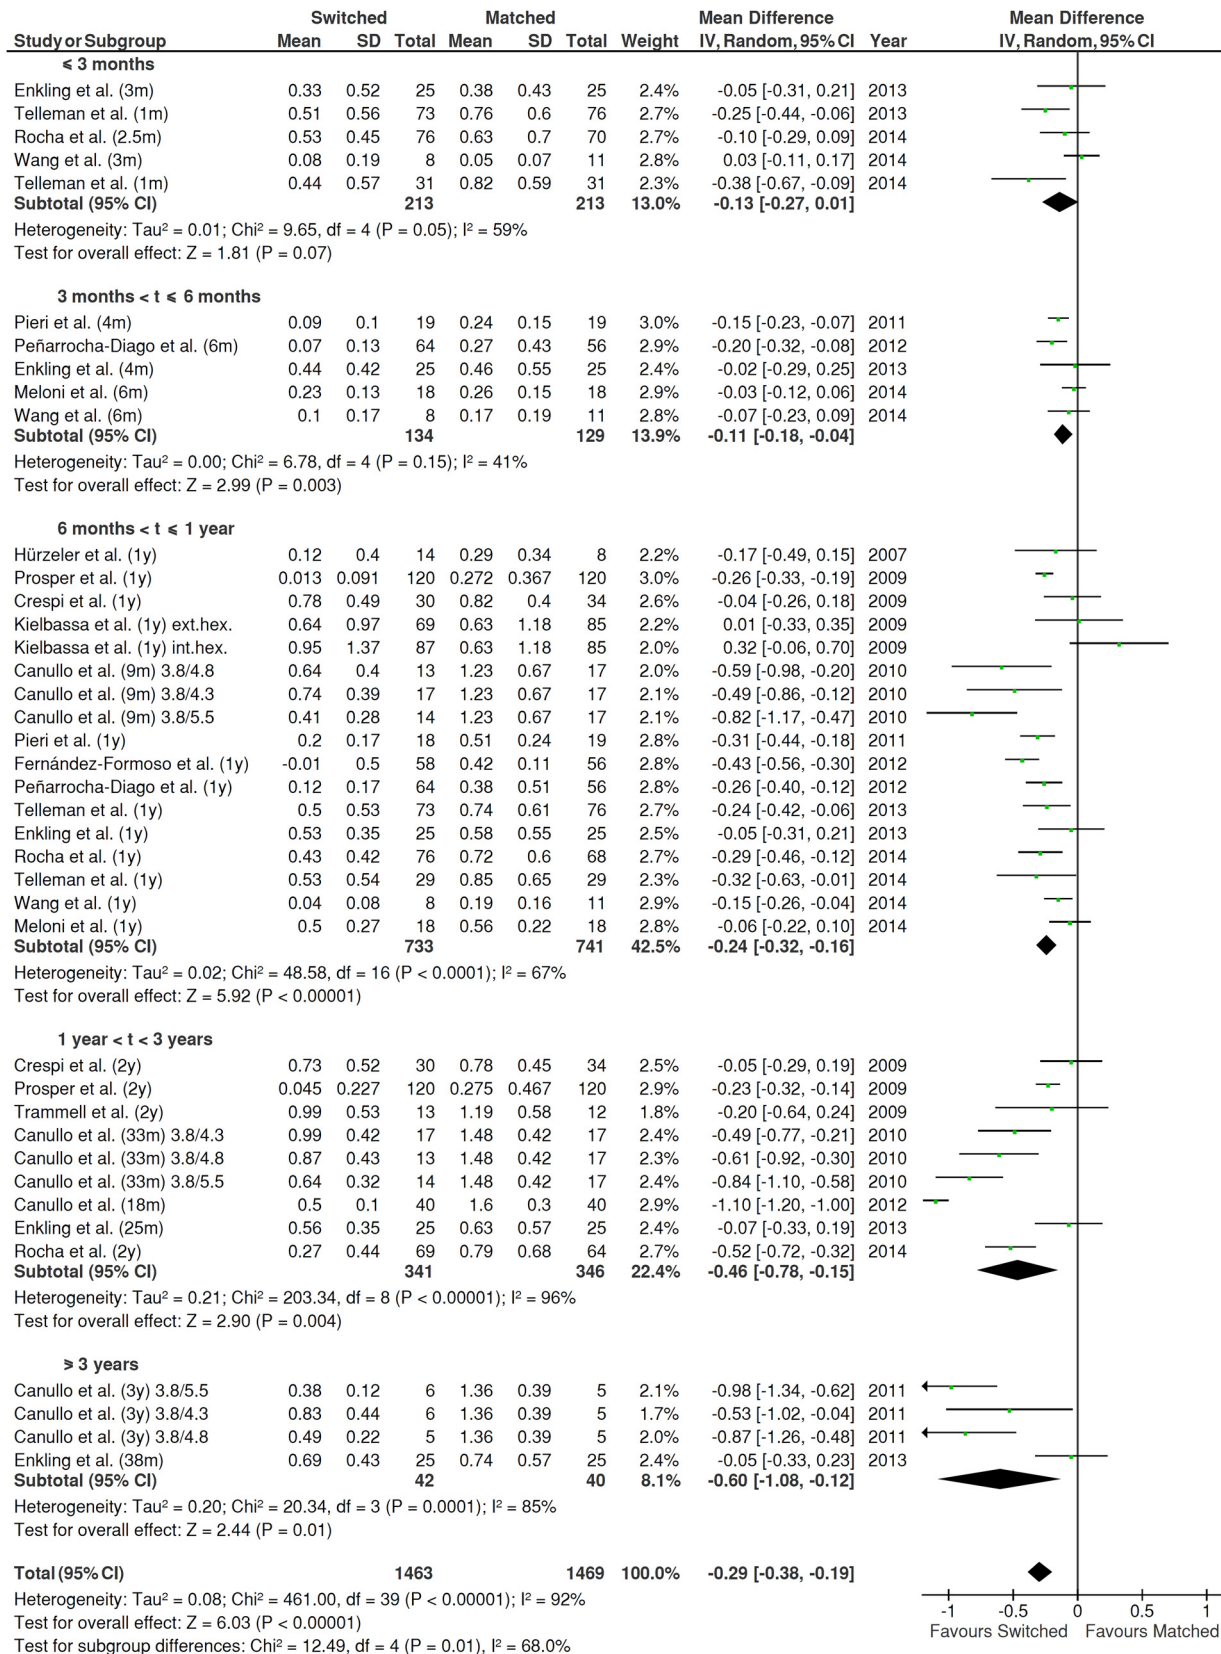 Switched Matched Mean Difference Mean Difference
Study or Subgroup Mean SD Total Mean SD Total Weight IV, Random, 95% CI Year IV, Random, 95% CI
⩽ 3 months
Enkling et al. (3m) 0.33 0.52 25 0.38 0.43 25 2.4% -0.05 [-0.31, 0.21] 2013
Telleman et al. (1m) 0.51 0.56 73 0.76 0.6 76 2.7% -0.25 [-0.44, -0.06] 2013
Rocha et al. (2.5m) 0.53 0.45 76 0.63 0.7 70 2.7% -0.10 [-0.29, 0.09] 2014
Wang et al. (3m) 0.08 0.19 8 0.05 0.07 11 2.8% 0.03 [-0.11, 0.17] 2014
Telleman et al. (1m) 0.44 0.57 31 0.82 0.59 31 2.3% -0.38 [-0.67, -0.09] 2014
Subtotal (95% CI) 213 213 13.0% -0.13 [-0.27, 0.01]
Heterogeneity: Tau² = 0.01; Chi² = 9.65, df = 4 (P = 0.05); I² = 59%
Test for overall effect: Z = 1.81 (P = 0.07)
3 months < t ⩽ 6 months
Pieri et al. (4m) 0.09 0.1 19 0.24 0.15 19 3.0% -0.15 [-0.23, -0.07] 2011
Peñarrocha-Diago et al. (6m) 0.07 0.13 64 0.27 0.43 56 2.9% -0.20 [-0.32, -0.08] 2012
Enkling et al. (4m) 0.44 0.42 25 0.46 0.55 25 2.4% -0.02 [-0.29, 0.25] 2013
Meloni et al. (6m) 0.23 0.13 18 0.26 0.15 18 2.9% -0.03 [-0.12, 0.06] 2014
Wang et al. (6m) 0.1 0.17 8 0.17 0.19 11 2.8% -0.07 [-0.23, 0.09] 2014
Subtotal (95% CI) 134 129 13.9% -0.11 [-0.18, -0.04]
Heterogeneity: Tau² = 0.00; Chi² = 6.78, df = 4 (P = 0.15); I² = 41%
Test for overall effect: Z = 2.99 (P = 0.003)
6 months < t ⩽ 1 year
Hürzeler et al. (1y) 0.12 0.4 14 0.29 0.34 8 2.2% -0.17 [-0.49, 0.15] 2007
Prosper et al. (1y) 0.013 0.091 120 0.272 0.367 120 3.0% -0.26 [-0.33, -0.19] 2009
Crespi et al. (1y) 0.78 0.49 30 0.82 0.4 34 2.6% -0.04 [-0.26, 0.18] 2009
Kielbassa et al. (1y) ext.hex. 0.64 0.97 69 0.63 1.18 85 2.2% 0.01 [-0.33, 0.35] 2009
Kielbassa et al. (1y) int.hex. 0.95 1.37 87 0.63 1.18 85 2.0% 0.32 [-0.06, 0.70] 2009
Canullo et al. (9m) 3.8/4.8 0.64 0.4 13 1.23 0.67 17 2.0% -0.59 [-0.98, -0.20] 2010
Canullo et al. (9m) 3.8/4.3 0.74 0.39 17 1.23 0.67 17 2.1% -0.49 [-0.86, -0.12] 2010
Canullo et al. (9m) 3.8/5.5 0.41 0.28 14 1.23 0.67 17 2.1% -0.82 [-1.17, -0.47] 2010
Pieri et al. (1y) 0.2 0.17 18 0.51 0.24 19 2.8% -0.31 [-0.44, -0.18] 2011
Fernández-Formoso et al. (1y) -0.01 0.5 58 0.42 0.11 56 2.8% -0.43 [-0.56, -0.30] 2012
Peñarrocha-Diago et al. (1y) 0.12 0.17 64 0.38 0.51 56 2.8% -0.26 [-0.40, -0.12] 2012
Telleman et al. (1y) 0.5 0.53 73 0.74 0.61 76 2.7% -0.24 [-0.42, -0.06] 2013
Enkling et al. (1y) 0.53 0.35 25 0.58 0.55 25 2.5% -0.05 [-0.31, 0.21] 2013
Rocha et al. (1y) 0.43 0.42 76 0.72 0.6 68 2.7% -0.29 [-0.46, -0.12] 2014
Telleman et al. (1y) 0.53 0.54 29 0.85 0.65 29 2.3% -0.32 [-0.63, -0.01] 2014
Wang et al. (1y) 0.04 0.08 8 0.19 0.16 11 2.9% -0.15 [-0.26, -0.04] 2014
Meloni et al. (1y) 0.5 0.27 18 0.56 0.22 18 2.8% -0.06 [-0.22, 0.10] 2014
Subtotal (95% CI) 733 741 42.5% -0.24 [-0.32, -0.16]
Heterogeneity: Tau² = 0.02; Chi² = 48.58, df = 16 (P < 0.0001); I² = 67%
Test for overall effect: Z = 5.92 (P < 0.00001)
1 year < t < 3 years
Crespi et al. (2y) 0.73 0.52 30 0.78 0.45 34 2.5% -0.05 [-0.29, 0.19] 2009
Prosper et al. (2y) 0.045 0.227 120 0.275 0.467 120 2.9% -0.23 [-0.32, -0.14] 2009
Trammell et al. (2y) 0.99 0.53 13 1.19 0.58 12 1.8% -0.20 [-0.64, 0.24] 2009
Canullo et al. (33m) 3.8/4.3 0.99 0.42 17 1.48 0.42 17 2.4% -0.49 [-0.77, -0.21] 2010
Canullo et al. (33m) 3.8/4.8 0.87 0.43 13 1.48 0.42 17 2.3% -0.61 [-0.92, -0.30] 2010
Canullo et al. (33m) 3.8/5.5 0.64 0.32 14 1.48 0.42 17 2.4% -0.84 [-1.10, -0.58] 2010
Canullo et al. (18m) 0.5 0.1 40 1.6 0.3 40 2.9% -1.10 [-1.20, -1.00] 2012
Enkling et al. (25m) 0.56 0.35 25 0.63 0.57 25 2.4% -0.07 [-0.33, 0.19] 2013
Rocha et al. (2y) 0.27 0.44 69 0.79 0.68 64 2.7% -0.52 [-0.72, -0.32] 2014
Subtotal (95% CI) 341 346 22.4% -0.46 [-0.78, -0.15]
Heterogeneity: Tau² = 0.21; Chi² = 203.34, df = 8 (P < 0.00001); I² = 96%
Test for overall effect: Z = 2.90 (P = 0.004)
⩾ 3 years
Canullo et al. (3y) 3.8/5.5 0.38 0.12 6 1.36 0.39 5 2.1% -0.98 [-1.34, -0.62] 2011
Canullo et al. (3y) 3.8/4.3 0.83 0.44 6 1.36 0.39 5 1.7% -0.53 [-1.02, -0.04] 2011
Canullo et al. (3y) 3.8/4.8 0.49 0.22 5 1.36 0.39 5 2.0% -0.87 [-1.26, -0.48] 2011
Enkling et al. (38m) 0.69 0.43 25 0.74 0.57 25 2.4% -0.05 [-0.33, 0.23] 2013
Subtotal (95% CI) 42 40 8.1% -0.60 [-1.08, -0.12]
Heterogeneity: Tau² = 0.20; Chi² = 20.34, df = 3 (P = 0.0001); I² = 85%
Test for overall effect: Z = 2.44 (P = 0.01)
Total (95% CI) 1463 1469 100.0% -0.29 [-0.38, -0.19]
Heterogeneity: Tau² = 0.08; Chi² = 461.00, df = 39 (P < 0.00001); I² = 92%
Test for overall effect: Z = 6.03 (P < 0.00001)
Test for subgroup differences: Chi² = 12.49, df = 4 (P = 0.01), I² = 68.0%
-1 -0.5 0 0.5 1
Favours Switched Favours Matched